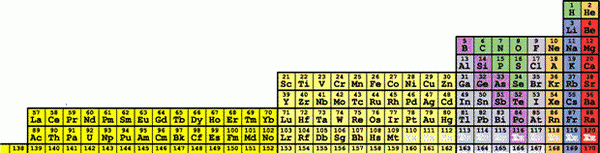 1 2
H He
3 4
Li Be
5 6 7 8 9 10 11 12
B C N O F Ne Na Mg
13 14 15 16 17 18 19 20
Al Si P S Cl A K Ca
21 22 23 24 25 26 27 28 29 30 31 32 33 34 35 36 37 38
Sc Ti V Cr Mn Fe Co Ni Cu Zn Ga Ge As Se Br Kr Rb Sr
39 40 41 42 43 44 45 46 47 48 49 50 51 52 53 54 55 56
Y Zr Nb Mo Tc Ru Rh Pd Ag Cd In Sn Sb Te I Xe Cs Ba
57 58 59 60 61 62 63 64 65 66 67 68 69 70 71 72 73 74 75 76 77 78 79 80 81 82 83 84 85 86 87 88
La Ce Pr Nd Pm Sm Eu Gd Tb Dy Ho Er Tm Yb Lu Hf Ta W Re Os Ir Pt Au Hg Tl Pb Bi Po At Rn Fr Ra
89 90 91 92 93 94 95 96 97 98 99 100 101 102 103 104 105 106 107 108 109 110 111 112 113 114 115 116 117 118 119 120
Ac Th Pa U Np Pu Am Cm Bk Cf Es Fm Md No Lr Rf Db Sg Bh Hs Mt
138 139 140 141 142 143 144 145 146 147 148 149 150 151 152 153 154 155 156 157 158 159 160 161 162 163 164 165 166 167 168 169 170